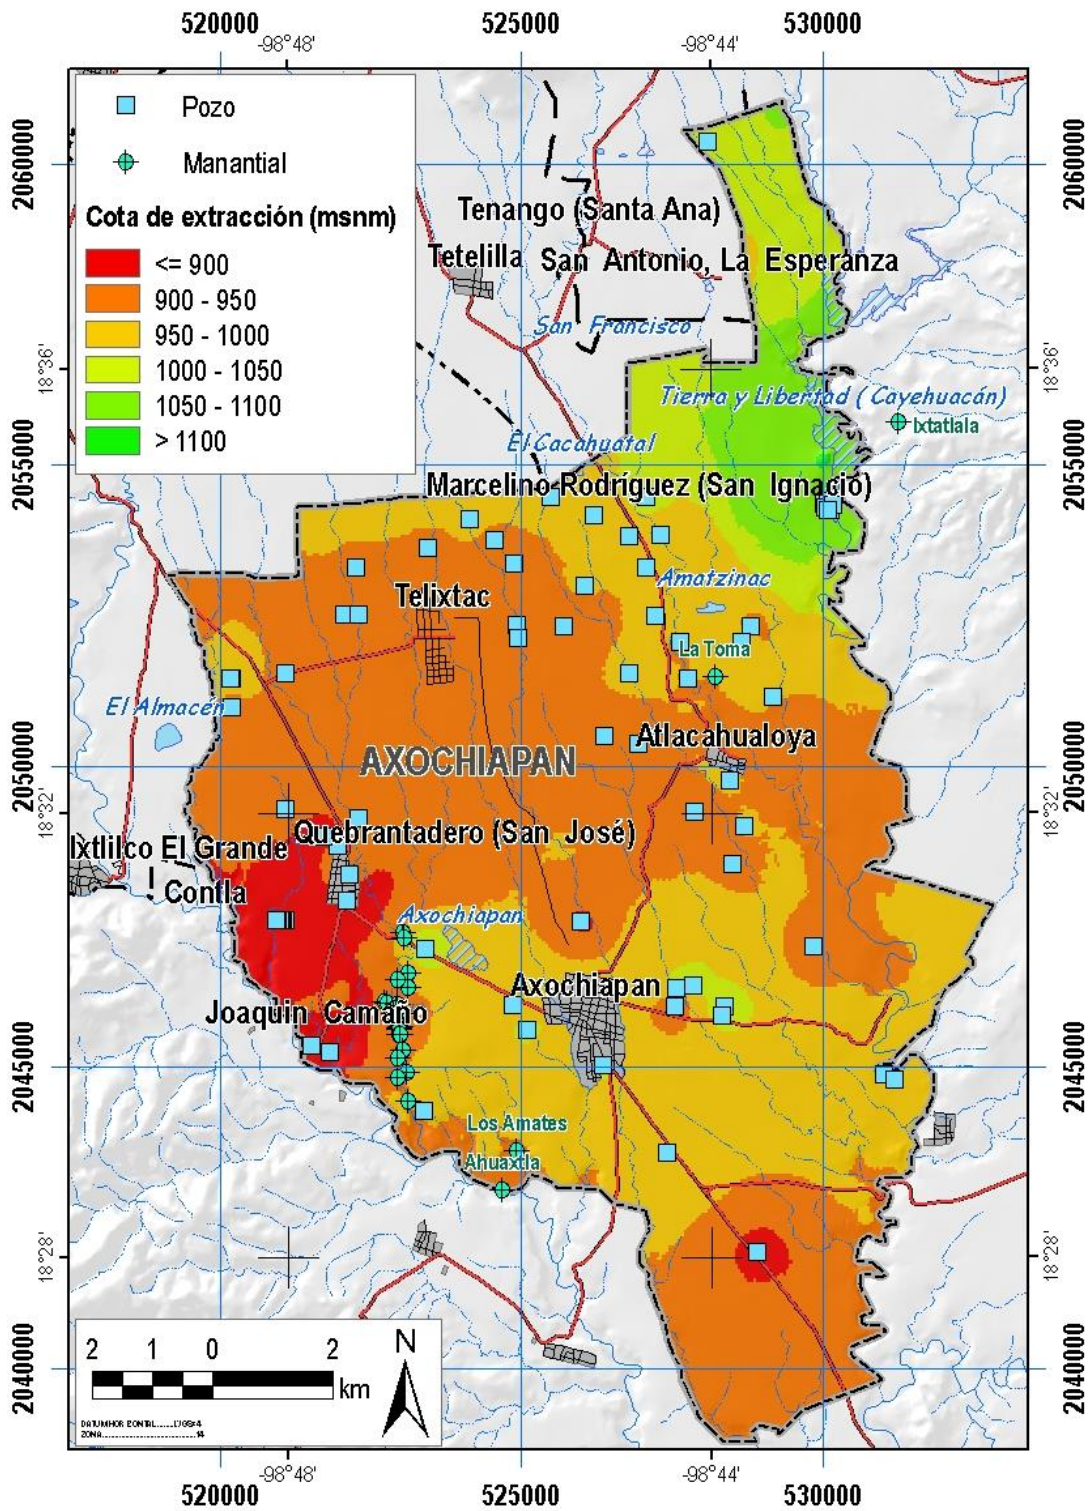 520000
525000
530000
-98°48'
-98°44'
Pozo
Manantial
Cota de extracción (msnm)
<= 900
900 - 950
950 - 1000
1000 - 1050
1050 - 1100
> 1100
2060000
2060000
Tenango (Santa Ana)
Tetelilla
San Antonio, La Esperanza
San Francisco
18°36'
18°36'
Tierra y Libertad (Cayehuacán)
Ixtatlala
El Cacahuatal
2055000
2055000
Marcelino Rodríguez (San Ignacio)
Amatzinac
Telixtac
La Toma
El Almacén
Atlacahualoya
2050000
2050000
AXOCHIAPAN
18°32'
18°32'
Quebrantadero (San José)
Ixtlilco El Grande
Contla
Axochiapan
Axochiapan
Joaquin Camaño
2045000
2045000
Los Amates
Ahuaxtla
18°28'
18°28'
2 1 0 2
km
N
2040000
2040000
ZONA 14
-98°48'
-98°44'
520000
525000
530000